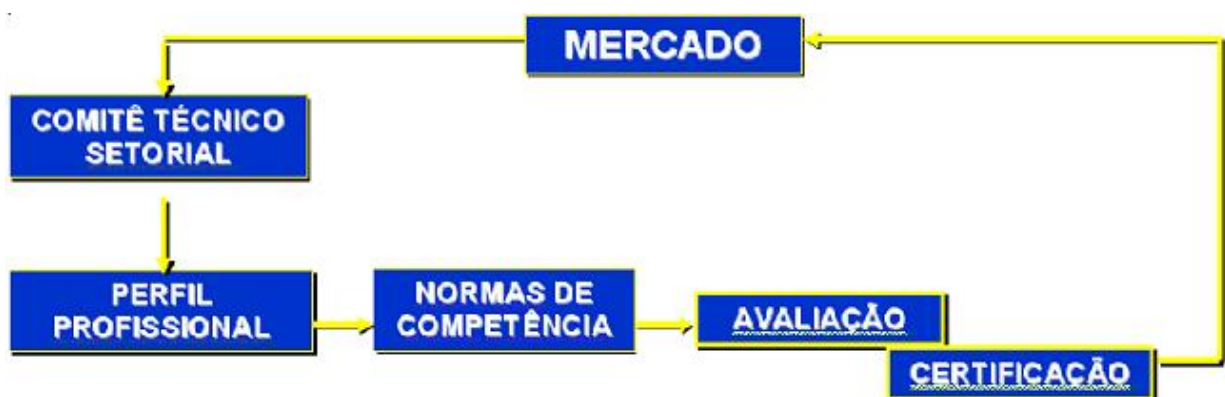 MERCADO
COMITÊ TÉCNICO
SETORIAL
PERFIL
PROFISSIONAL
NORMAS DE
COMPETÊNCIA
AVALIAÇÃO
CERTIFICAÇÃO